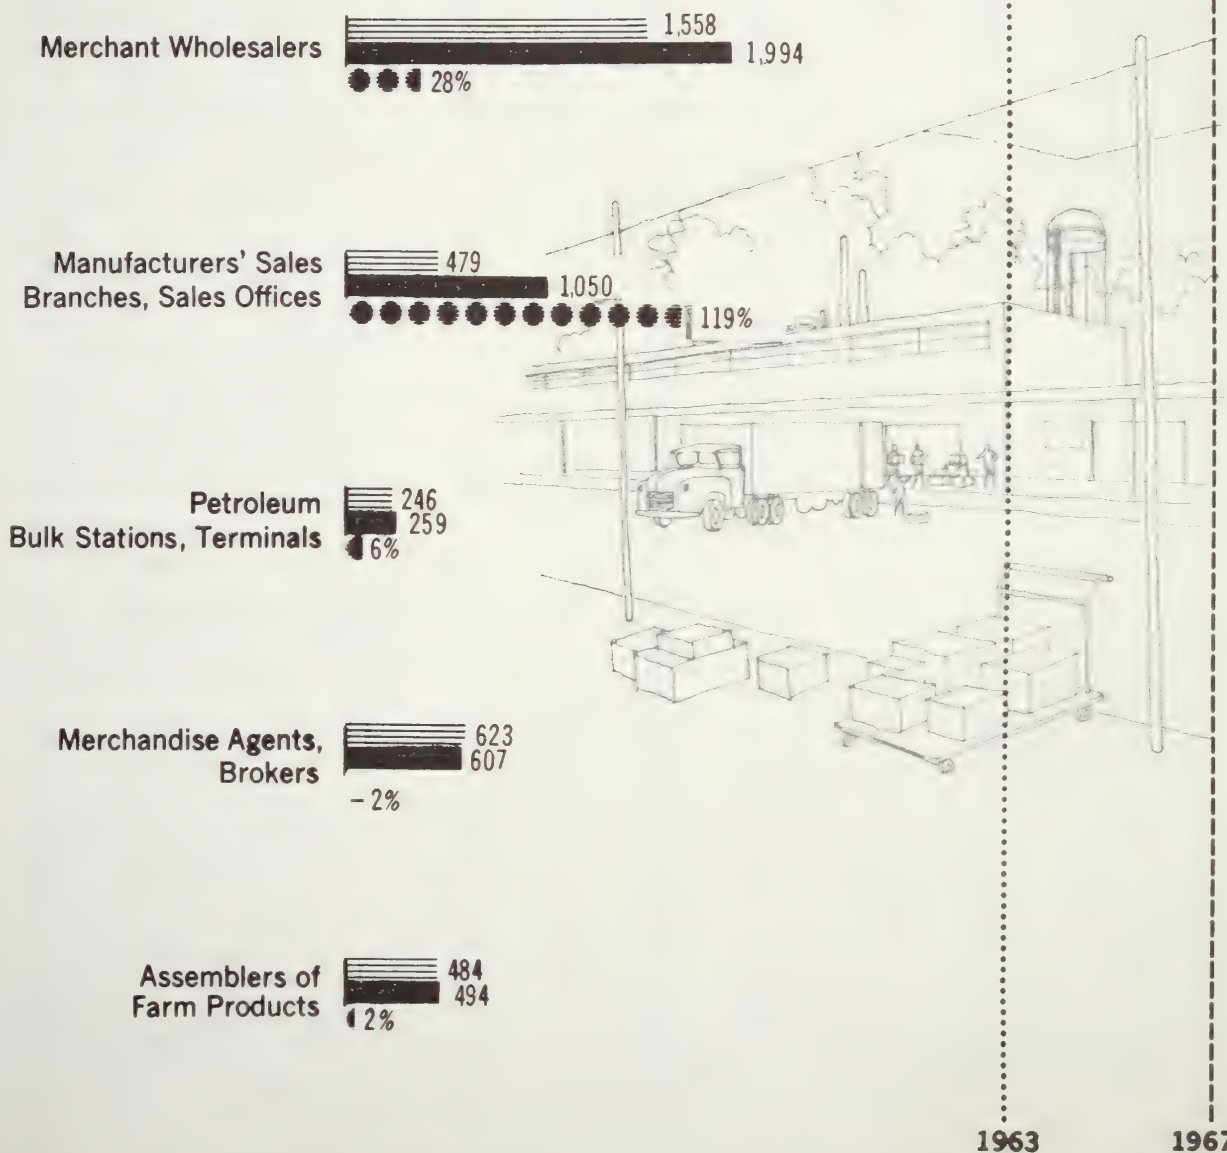 Merchant Wholesalers
1,558
1,994
28%
Manufacturers' Sales
Branches, Sales Offices
479
1,050
119%
Petroleum
Bulk Stations, Terminals
246
259
6%
Merchandise Agents,
Brokers
623
607
– 2%
Assemblers of
Farm Products
484
494
2%
1963
1967